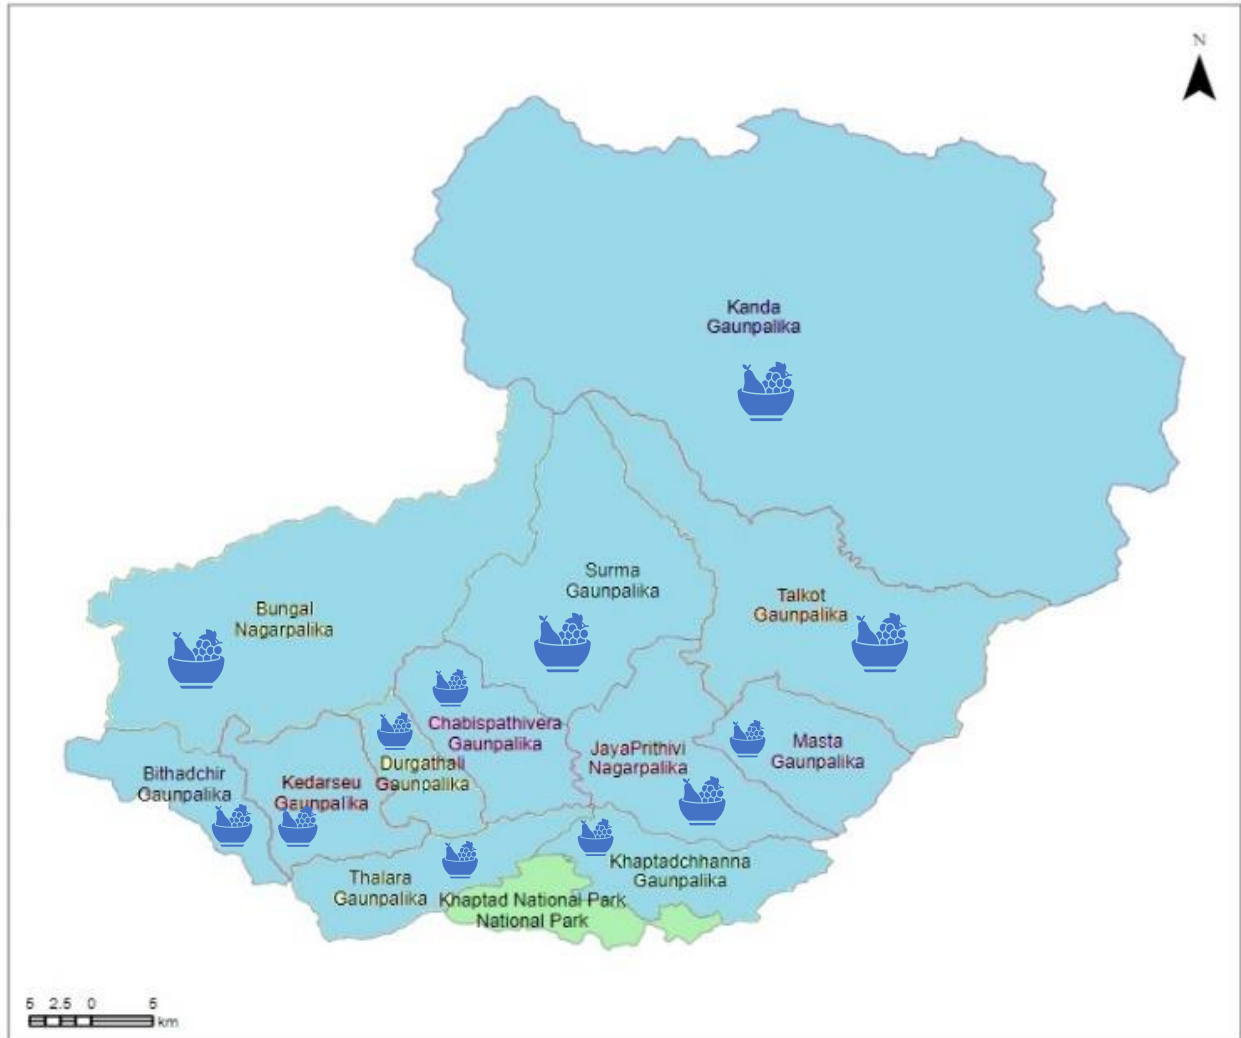 N
Kanda
Gaunpalika
Surma
Gaunpalika
Talkot
Gaunpalika
Bungal
Nagarpalika
Chabispathivera
Gaunpalika
JayaPrithivi
Nagarpalika
Masta
Gaunpalika
Durgathali
Gaunpalika
Bithadchir
Gaunpalika
Kedarseu
Gaunpalika
Khaptadchhanna
Gaunpalika
Thalara
Gaunpalika
Khaptad National Park
National Park
5 2.5 0 5
km